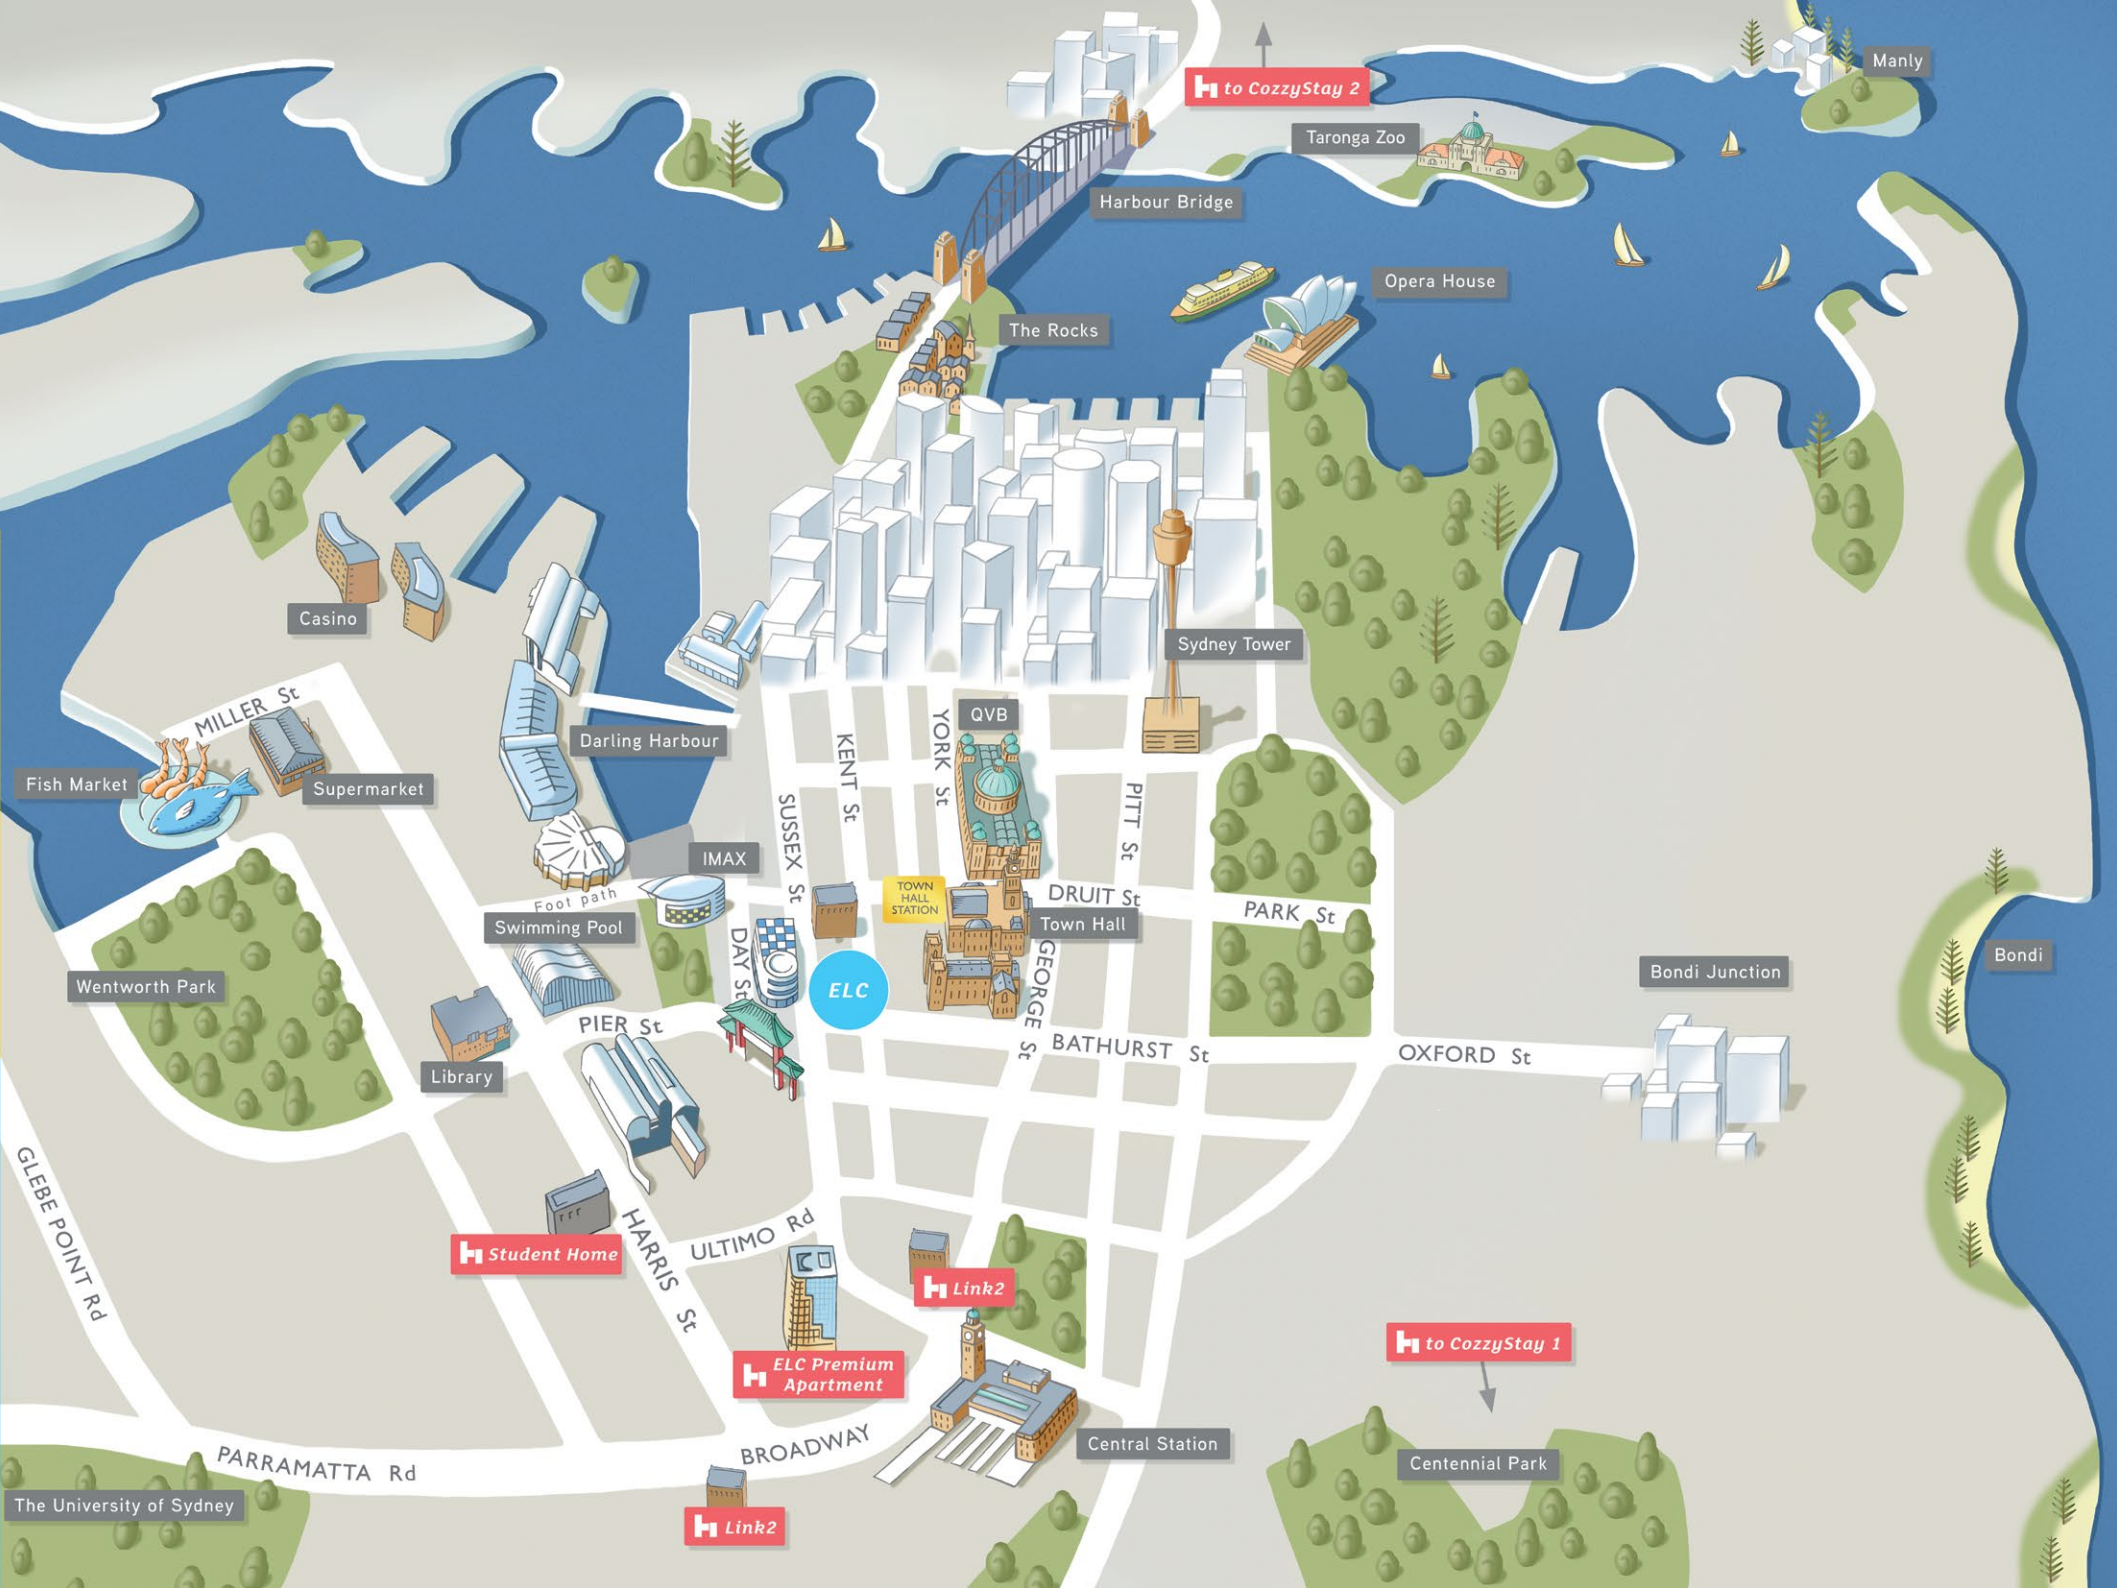 Manly
to CozzyStay 2
Taronga Zoo
Harbour Bridge
Opera House
The Rocks
Casino
Sydney Tower
MILLER St
QVB
Darling Harbour
Fish Market
Supermarket
YORK St
KENT St
SUSSEX St
PITT St
IMAX
TOWN
HALL
STATION
DRUIT St
PARK St
Foot path
Swimming Pool
Town Hall
DAY St
GEORGE St
Bondi
Bondi Junction
Wentworth Park
ELC
PIER St
BATHURST St
OXFORD St
Library
GLEBE POINT Rd
HARRIS St
ULTIMO Rd
Student Home
Link2
to CozzyStay 1
ELC Premium
Apartment
BROADWAY
Central Station
PARRAMATTA Rd
Centennial Park
The University of Sydney
Link2